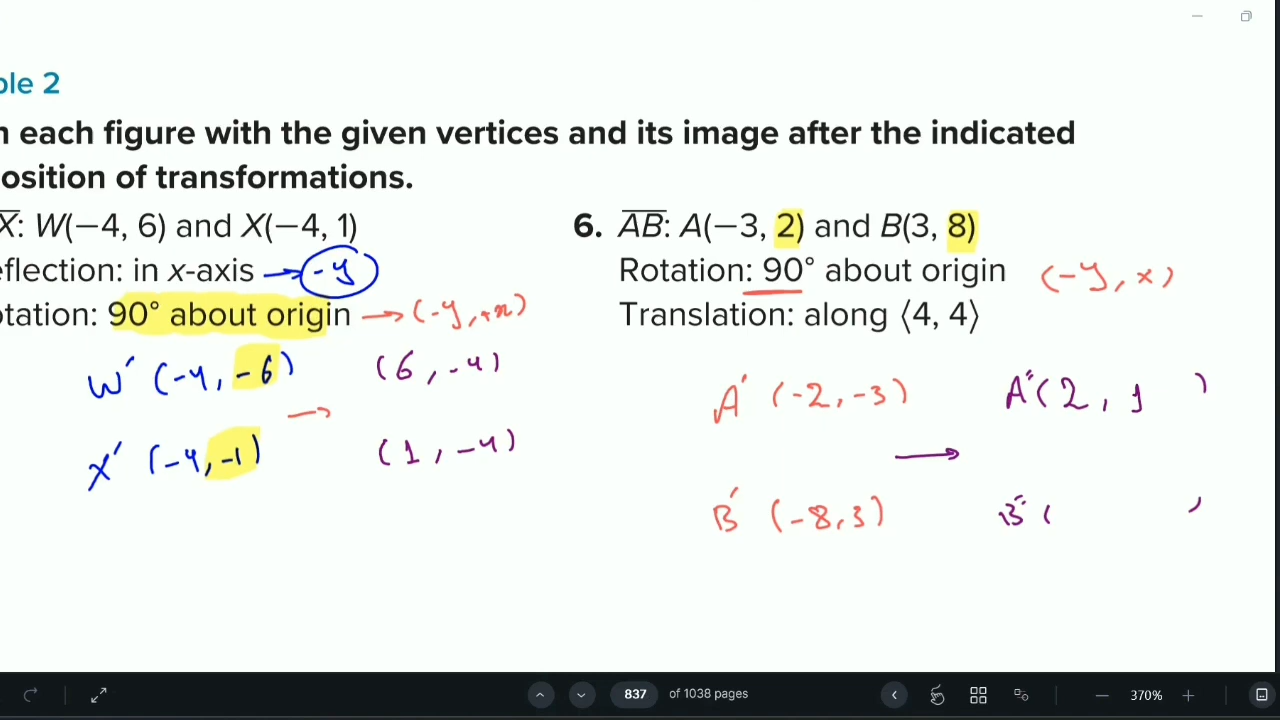 ple 2
n each figure with the given vertices and its image after the indicated
osition of transformations.
X: W(−4, 6) and X(−4, 1)
eflection: in x-axis → -y
otation: 90° about origin → (-y, +x)
W' (-4, -6) (6, -4)
→
X' (-4, -1) (1, -4)
6. AB: A(−3, 2) and B(3, 8)
Rotation: 90° about origin (-y, x)
Translation: along ⟨4, 4⟩
A' (-2, -3) A"(2, 1 )
→
B' (-8, 3) B"( )
837 of 1038 pages
370%